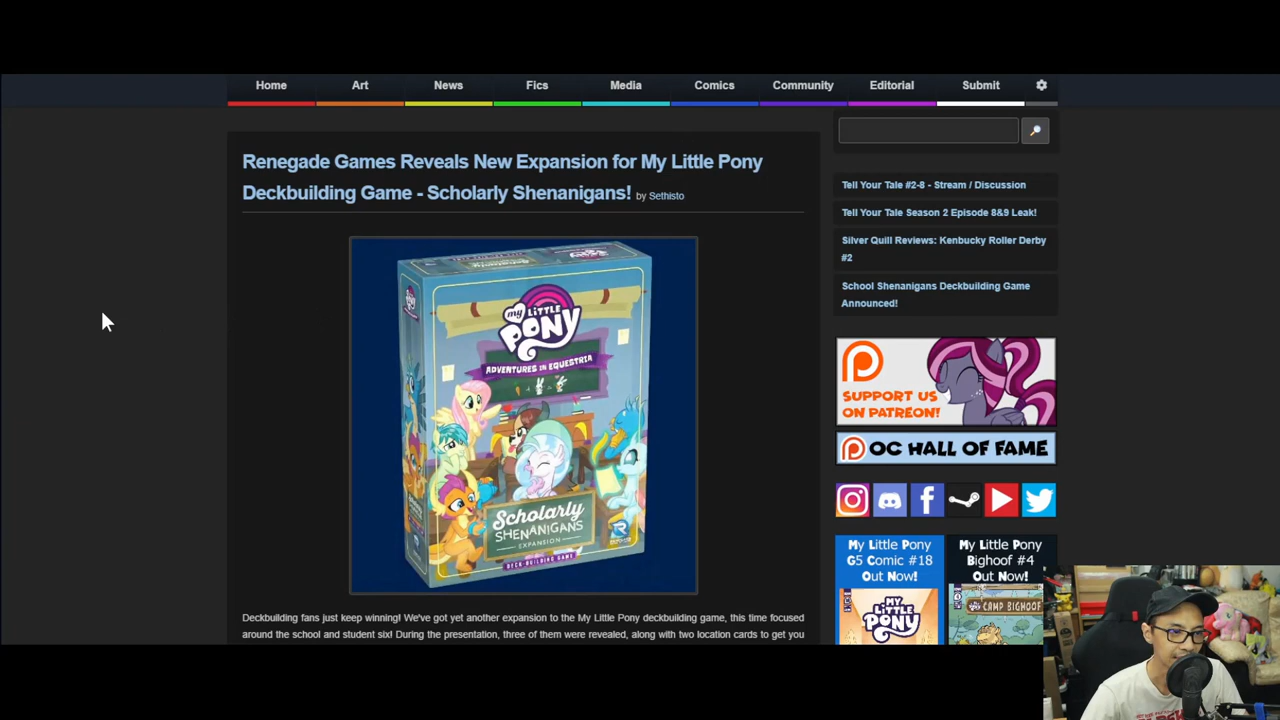 Home Art News Fics Media Comics Community Editorial Submit
Renegade Games Reveals New Expansion for My Little Pony
Deckbuilding Game - Scholarly Shenanigans! by Sethisto
my LiTTLE
PONY
ADVENTURES IN EQUESTRIA
Scholarly
SHENANIGANS
EXPANSION
DECK-BUILDING GAME
Deckbuilding fans just keep winning! We've got yet another expansion to the My Little Pony deckbuilding game, this time focused
around the school and student six! During the presentation, three of them were revealed, along with two location cards to get you
Tell Your Tale #2-8 - Stream / Discussion
Tell Your Tale Season 2 Episode 8&9 Leak!
Silver Quill Reviews: Kenbucky Roller Derby
#2
School Shenanigans Deckbuilding Game
Announced!
SUPPORT US
ON PATREON!
OC HALL OF FAME
My Little Pony
G5 Comic #18
Out Now!
MY
LITTLE
PONY
My Little Pony
Bighoof #4
Out Now!
CAMP BIGHOOF